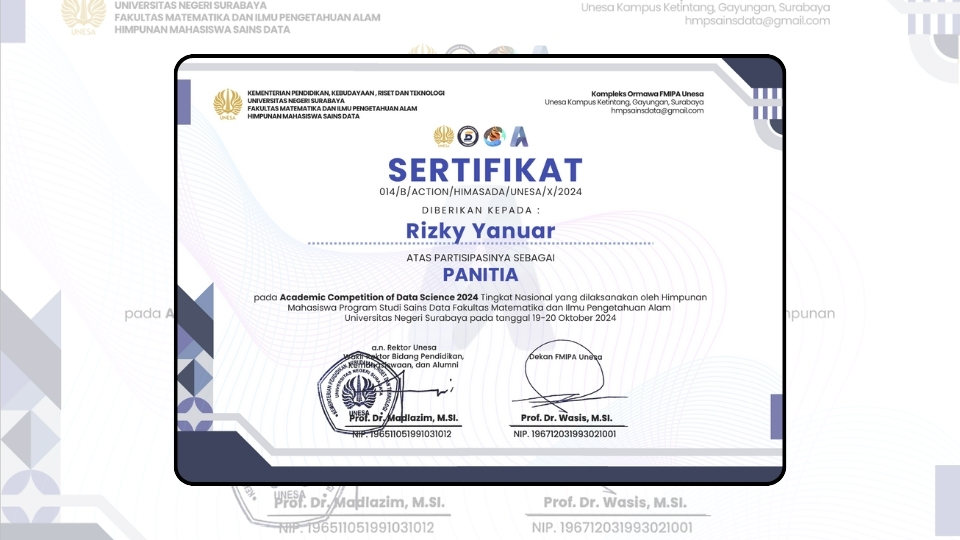 UNIVERSITAS NEGERI SURABAYA
FAKULTAS MATEMATIKA DAN ILMU PENGETAHUAN ALAM
HIMPUNAN MAHASISWA SAINS DATA
UNESA
Unesa Kampus Ketintang, Gayungan, Surabaya
hmpsainsdata@gmail.com
KEMENTERIAN PENDIDIKAN, KEBUDAYAAN , RISET DAN TEKNOLOGI
UNIVERSITAS NEGERI SURABAYA
FAKULTAS MATEMATIKA DAN ILMU PENGETAHUAN ALAM
HIMPUNAN MAHASISWA SAINS DATA
UNESA
Kompleks Ormawa FMIPA Unesa
Unesa Kampus Ketintang, Gayungan, Surabaya
hmpsainsdata@gmail.com
SERTIFIKAT
014/B/ACTION/HIMASADA/UNESA/X/2024
DIBERIKAN KEPADA :
Rizky Yanuar
ATAS PARTISIPASINYA SEBAGAI
PANITIA
pada Academic Competition of Data Science 2024 Tingkat Nasional yang dilaksanakan oleh Himpunan
Mahasiswa Program Studi Sains Data Fakultas Matematika dan Ilmu Pengetahuan Alam
Universitas Negeri Surabaya pada tanggal 19-20 Oktober 2024
a.n. Rektor Unesa
Wakil Rektor Bidang Pendidikan,
Kemahasiswaan, dan Alumni
UNESA
Prof. Dr. Madlazim, M.SI.
NIP. 196511051991031012
Dekan FMIPA Unesa
Prof. Dr. Wasis, M.SI.
NIP. 196712031993021001
pada A
punan
UNESA
Prof. Dr. Madlazim, M.SI.
NIP. 196511051991031012
Prof. Dr. Wasis, M.SI.
NIP. 196712031993021001